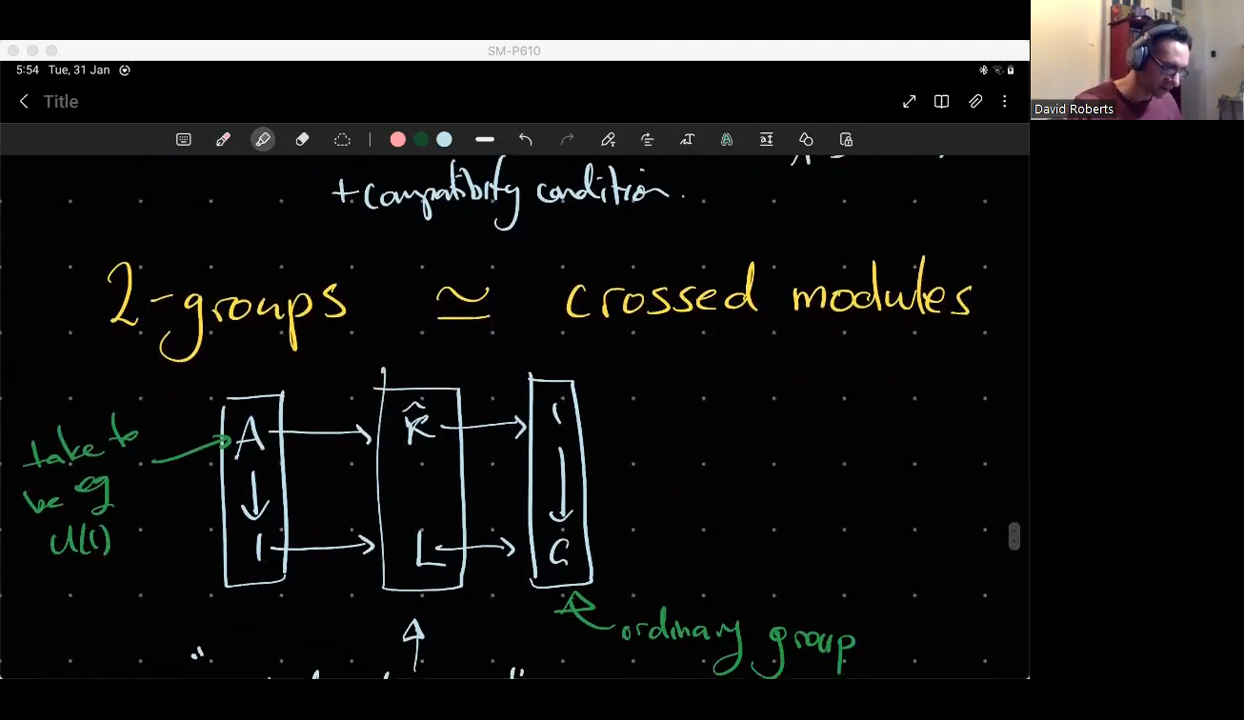 SM-P610
5:54 Tue, 31 Jan
Title
David Roberts
+compatibility condition.
2-groups ≃ crossed modules
A → K̂ → 1
take to
be eg
U(1)
1 → L → G
ordinary group